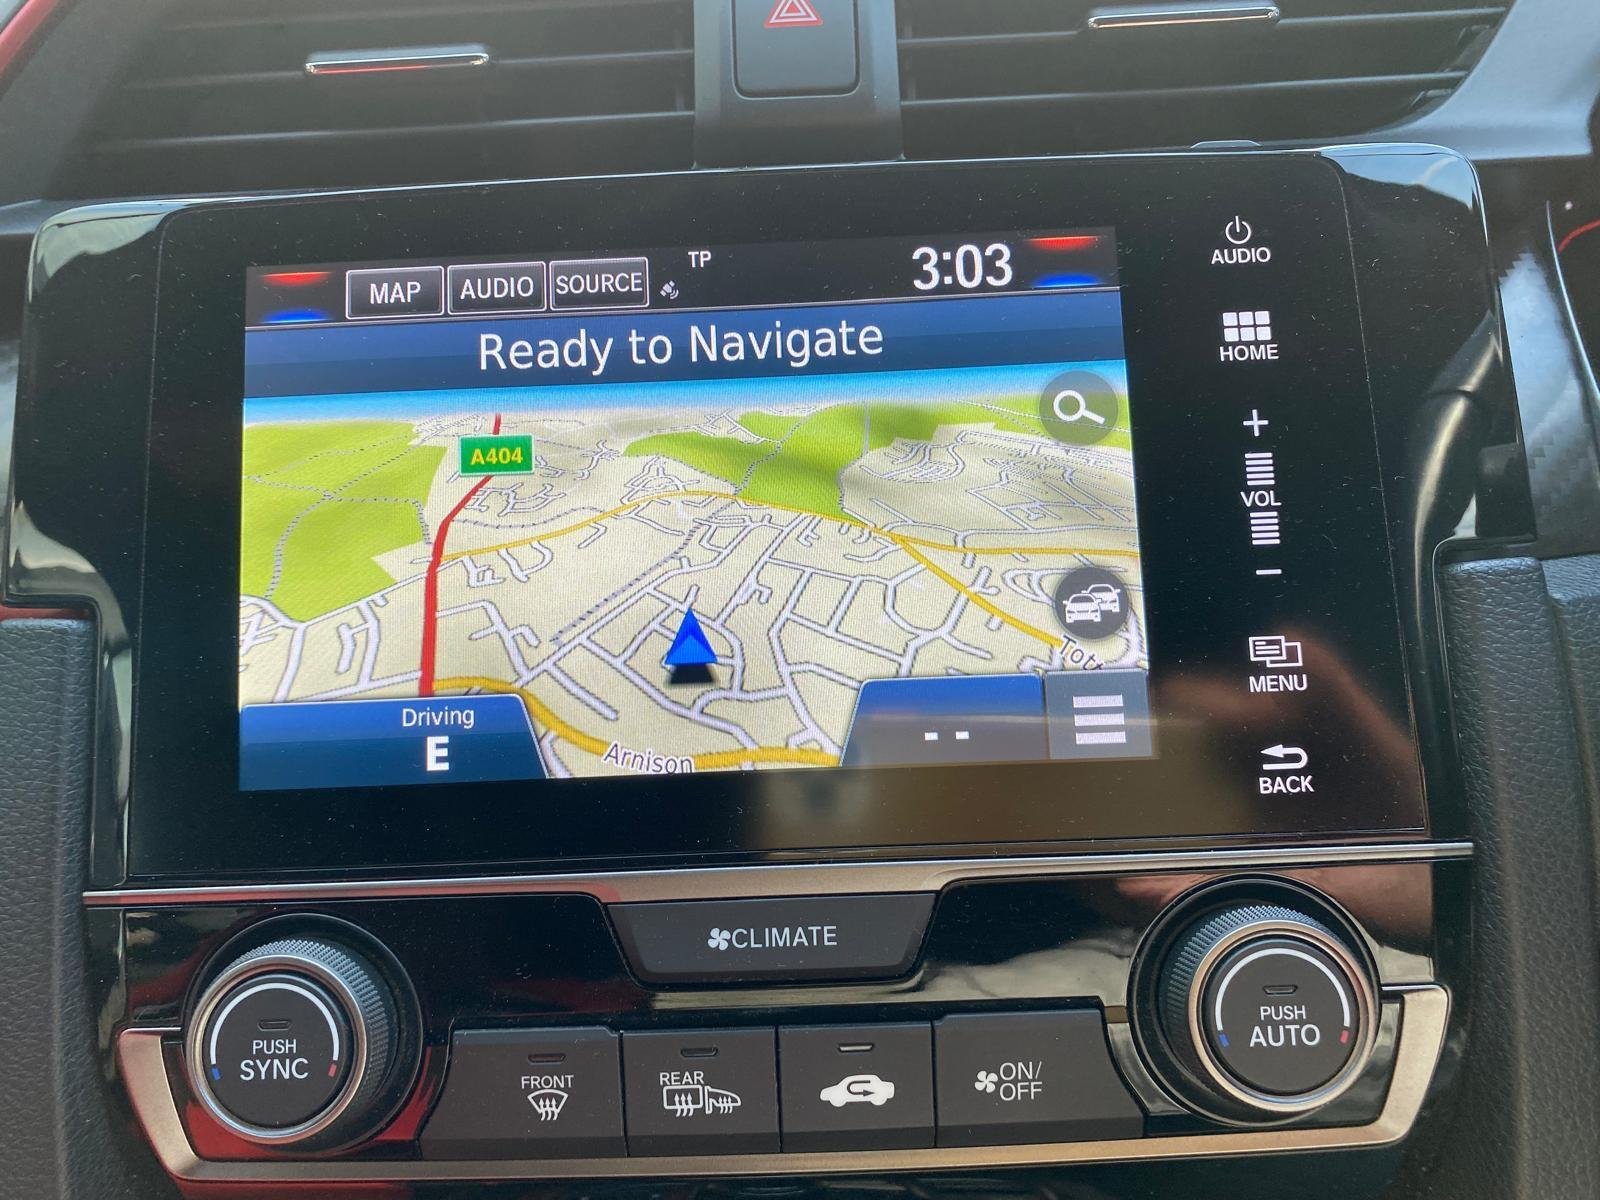 MAP AUDIO SOURCE TP 3:03
Ready to Navigate
A404
Tott
Driving
E
Arnison
- -
AUDIO
HOME
+
VOL
-
MENU
BACK
CLIMATE
PUSH
SYNC
FRONT
REAR
ON/
OFF
PUSH
AUTO